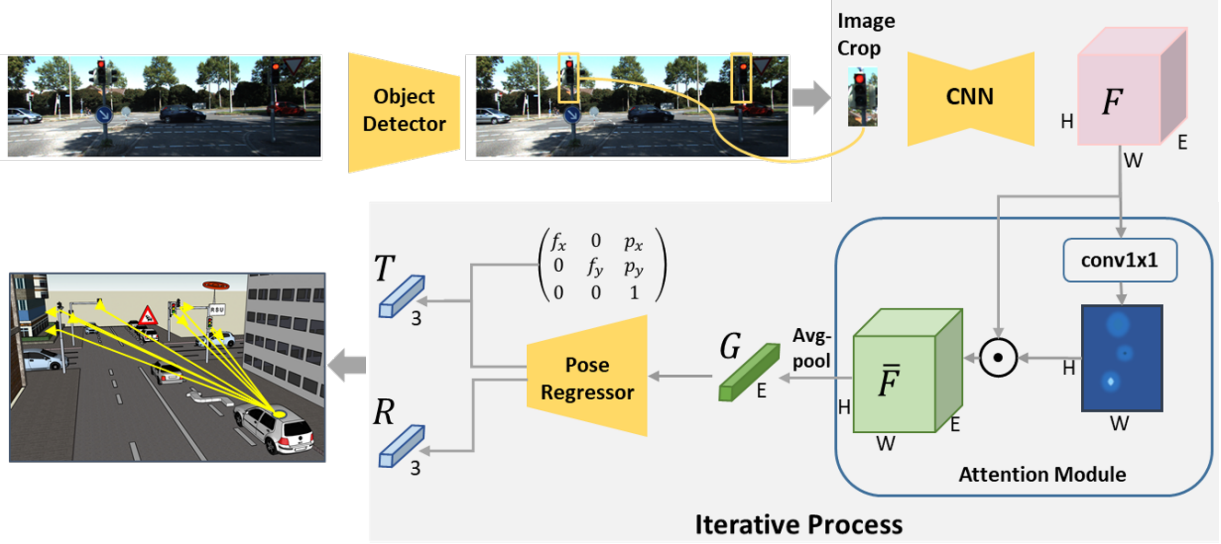 Image
Crop
Object
Detector
CNN
F
H
W
E
conv1x1
f_x 0 p_x
0 f_y p_y
0 0 1
T
3
Pose
Regressor
R
3
G
E
Avg-
pool
F̅
H
W
E
H
W
Attention Module
Iterative Process
RSU